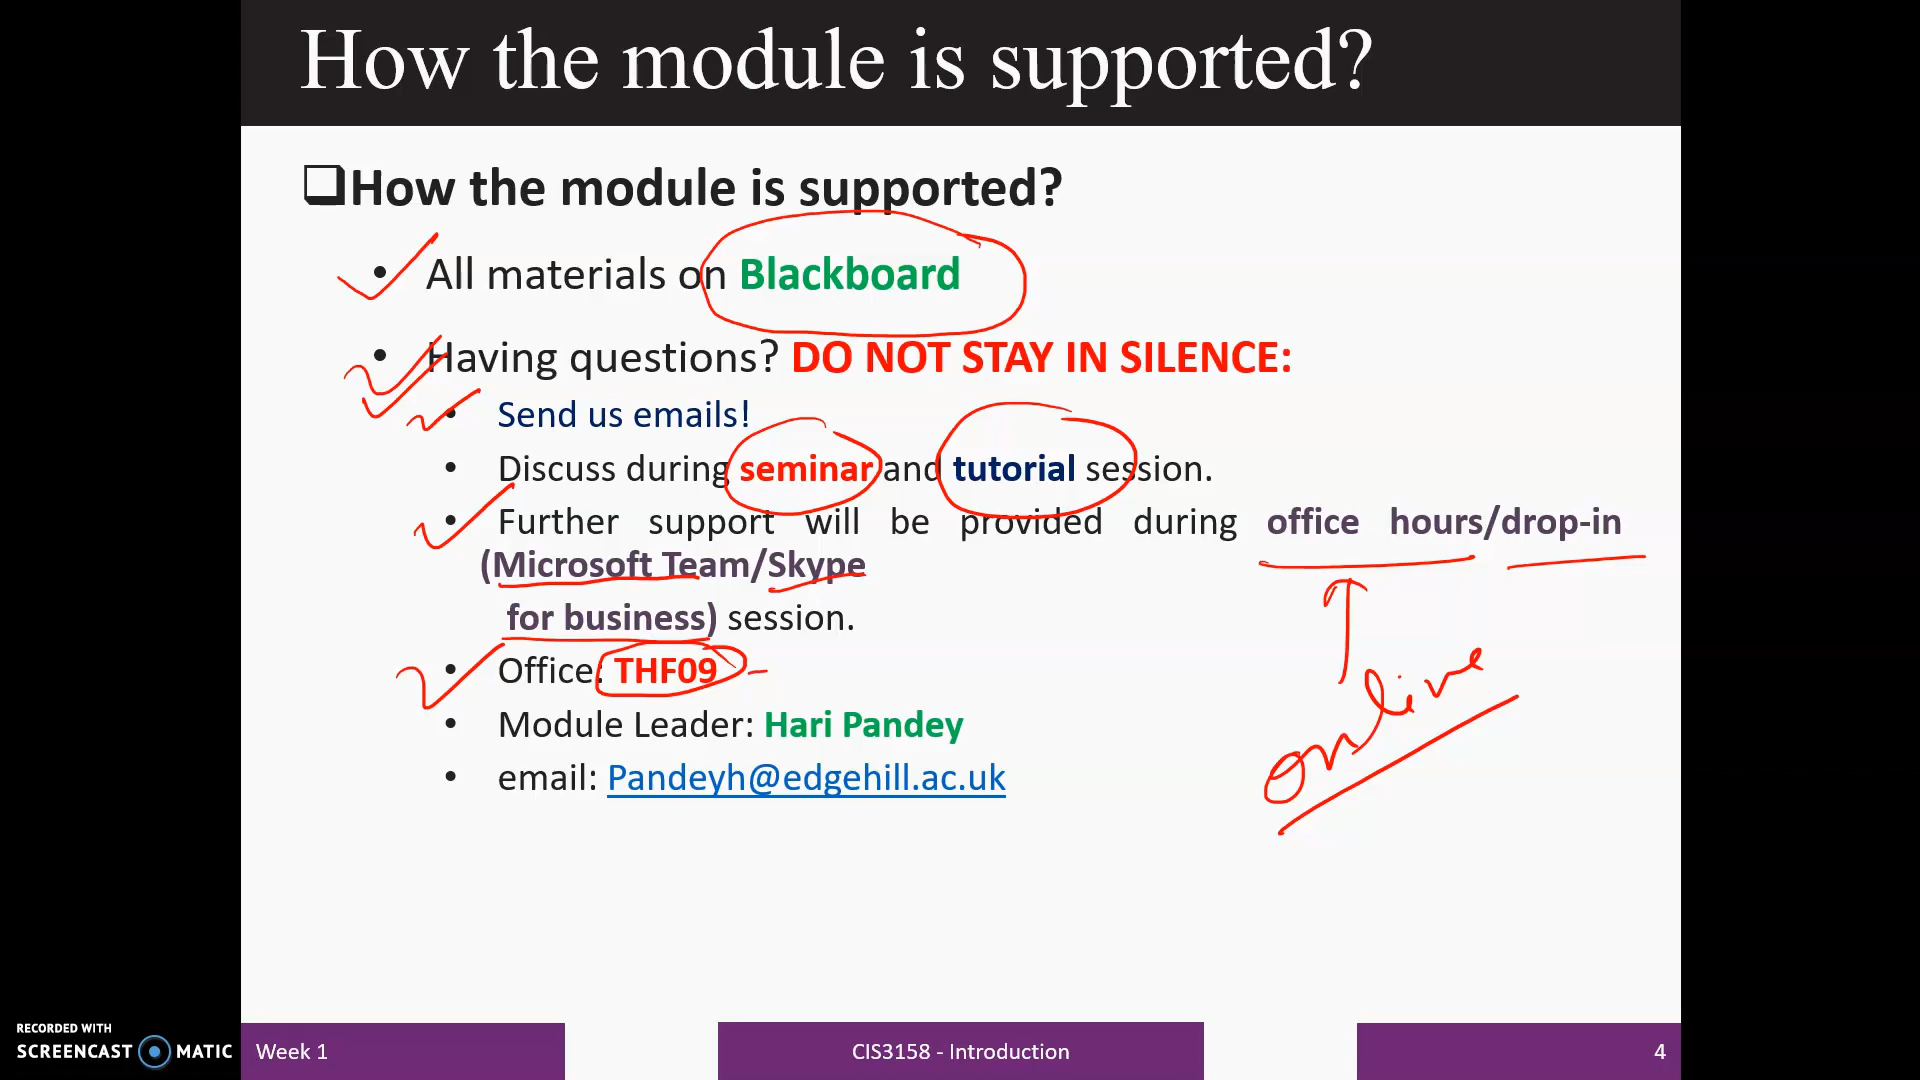 How the module is supported?
How the module is supported?
• All materials on Blackboard
• Having questions? DO NOT STAY IN SILENCE:
• Send us emails!
• Discuss during seminar and tutorial session.
• Further support will be provided during office hours/drop-in
(Microsoft Team/Skype
for business) session.
• Office: THF09
• Module Leader: Hari Pandey
• email: Pandeyh@edgehill.ac.uk
online
RECORDED WITH
SCREENCAST MATIC
Week 1
CIS3158 - Introduction
4